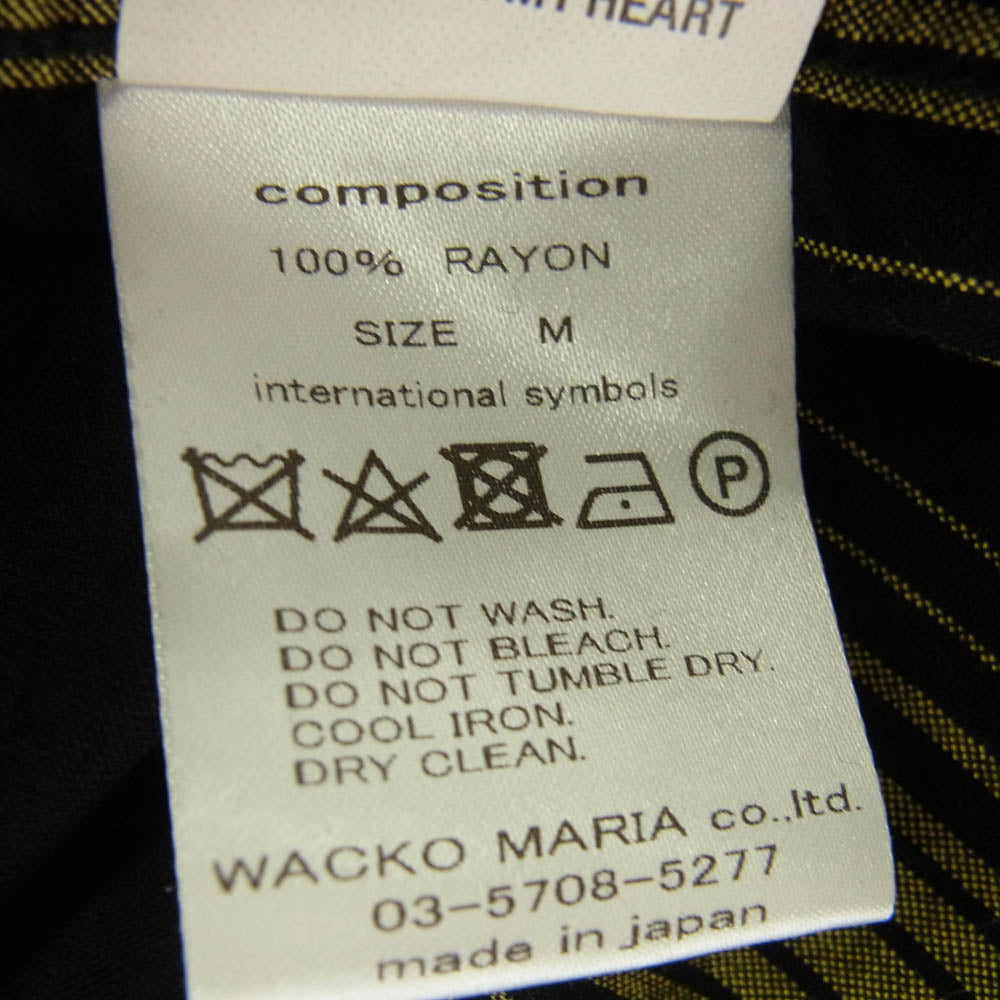 HEART
composition
100% RAYON
SIZE M
international symbols
P
DO NOT WASH.
DO NOT BLEACH.
DO NOT TUMBLE DRY.
COOL IRON.
DRY CLEAN.
WACKO MARIA co.,ltd.
03-5708-5277
made in japan